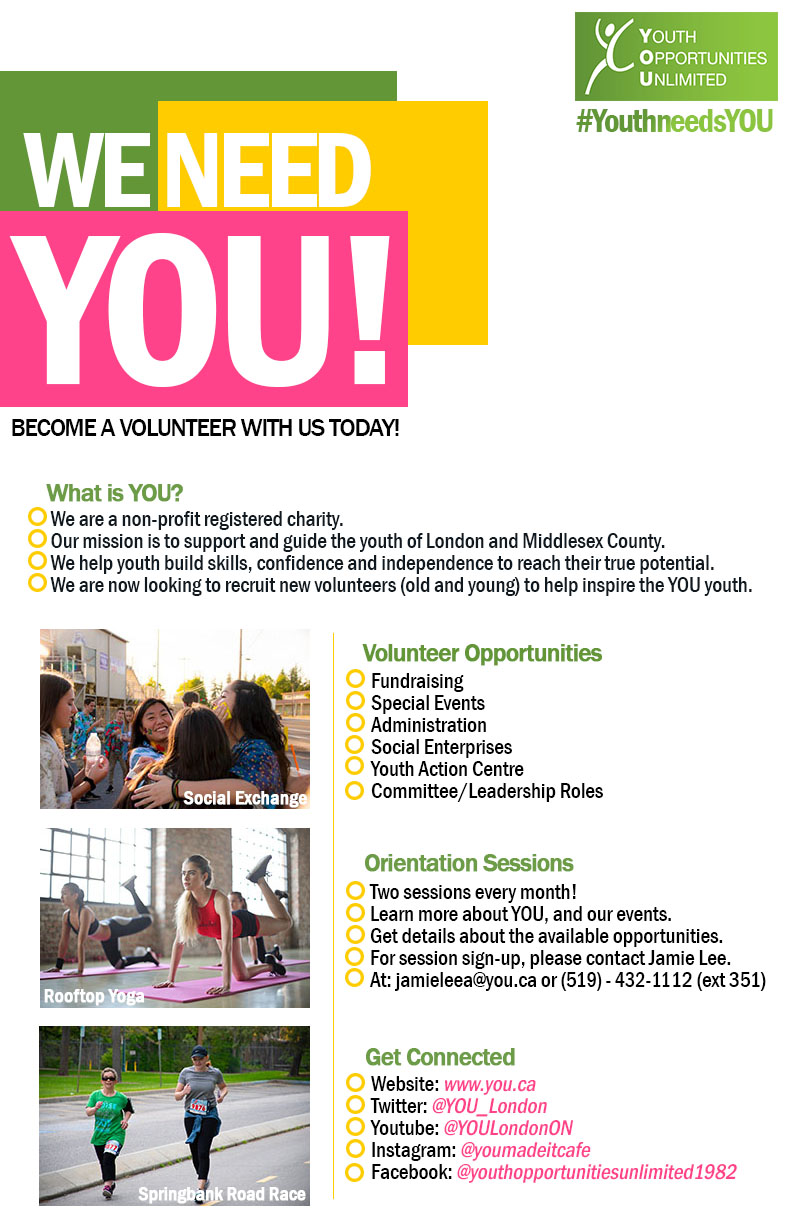 YOUTH
OPPORTUNITIES
UNLIMITED
#YouthneedsYOU
WE NEED
YOU!
BECOME A VOLUNTEER WITH US TODAY!
What is YOU?
We are a non-profit registered charity.
Our mission is to support and guide the youth of London and Middlesex County.
We help youth build skills, confidence and independence to reach their true potential.
We are now looking to recruit new volunteers (old and young) to help inspire the YOU youth.
Social Exchange
Rooftop Yoga
9876
Springbank Road Race
Volunteer Opportunities
Fundraising
Special Events
Administration
Social Enterprises
Youth Action Centre
Committee/Leadership Roles
Orientation Sessions
Two sessions every month!
Learn more about YOU, and our events.
Get details about the available opportunities.
For session sign-up, please contact Jamie Lee.
At: jamieleea@you.ca or (519) - 432-1112 (ext 351)
Get Connected
Website: www.you.ca
Twitter: @YOU_London
Youtube: @YOULondonON
Instagram: @youmadeitcafe
Facebook: @youthopportunitiesunlimited1982